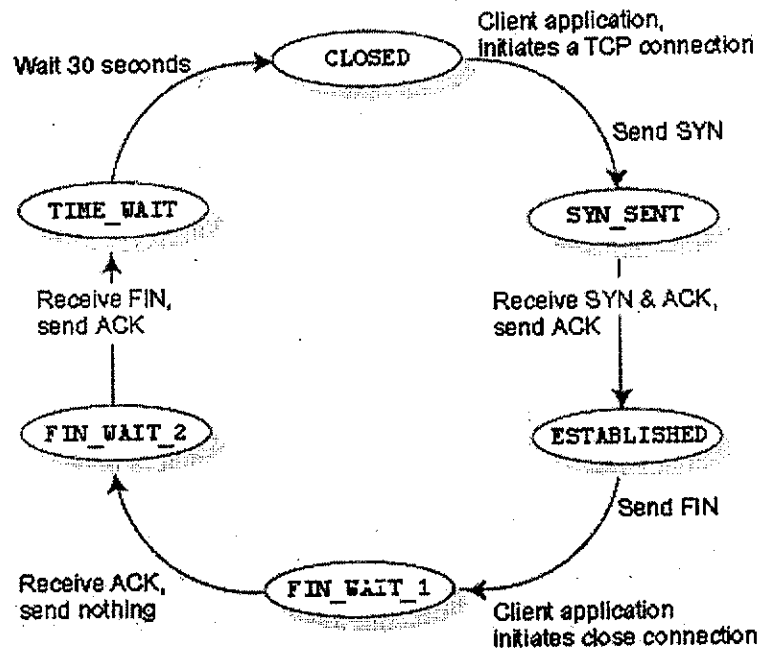 Client application,
initiates a TCP connection
CLOSED
Wait 30 seconds
Send SYN
TIME_WAIT
SYN_SENT
Receive FIN,
send ACK
Receive SYN & ACK,
send ACK
FIN_WAIT_2
ESTABLISHED
Send FIN
Receive ACK,
send nothing
FIN_WAIT_1
Client application
initiates close connection